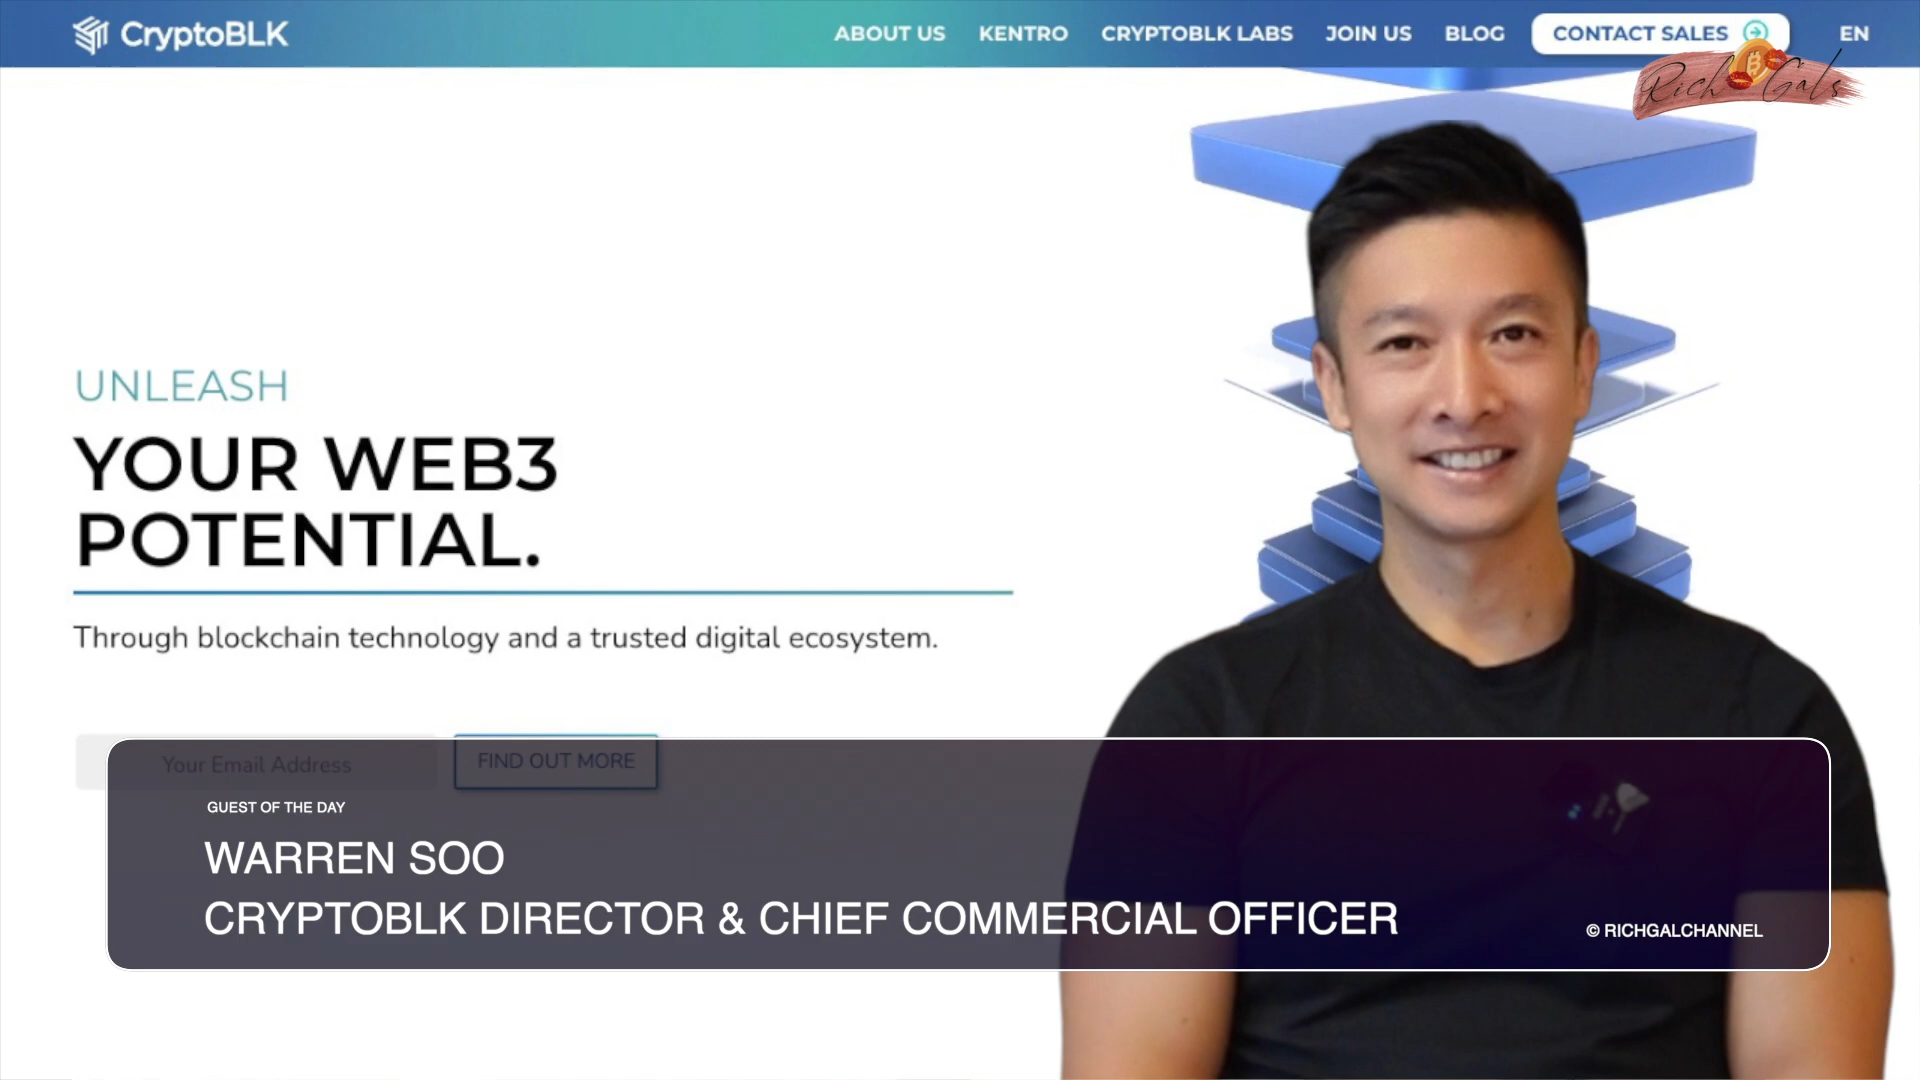 CryptoBLK
ABOUT US KENTRO CRYPTOBLK LABS JOIN US BLOG CONTACT SALES EN
Rich Gals
UNLEASH
YOUR WEB3
POTENTIAL.
Through blockchain technology and a trusted digital ecosystem.
Your Email Address FIND OUT MORE
GUEST OF THE DAY
WARREN SOO
CRYPTOBLK DIRECTOR & CHIEF COMMERCIAL OFFICER
© RICHGALCHANNEL